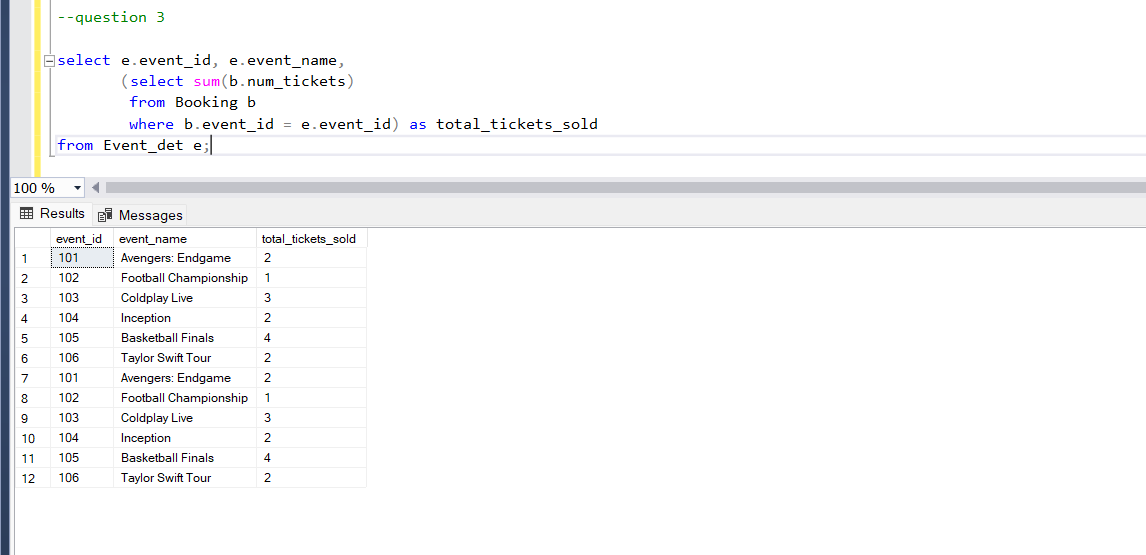 --question 3
select e.event_id, e.event_name,
(select sum(b.num_tickets)
from Booking b
where b.event_id = e.event_id) as total_tickets_sold
from Event_det e;
100 %
Results Messages
event_id event_name total_tickets_sold
1 101 Avengers: Endgame 2
2 102 Football Championship 1
3 103 Coldplay Live 3
4 104 Inception 2
5 105 Basketball Finals 4
6 106 Taylor Swift Tour 2
7 101 Avengers: Endgame 2
8 102 Football Championship 1
9 103 Coldplay Live 3
10 104 Inception 2
11 105 Basketball Finals 4
12 106 Taylor Swift Tour 2